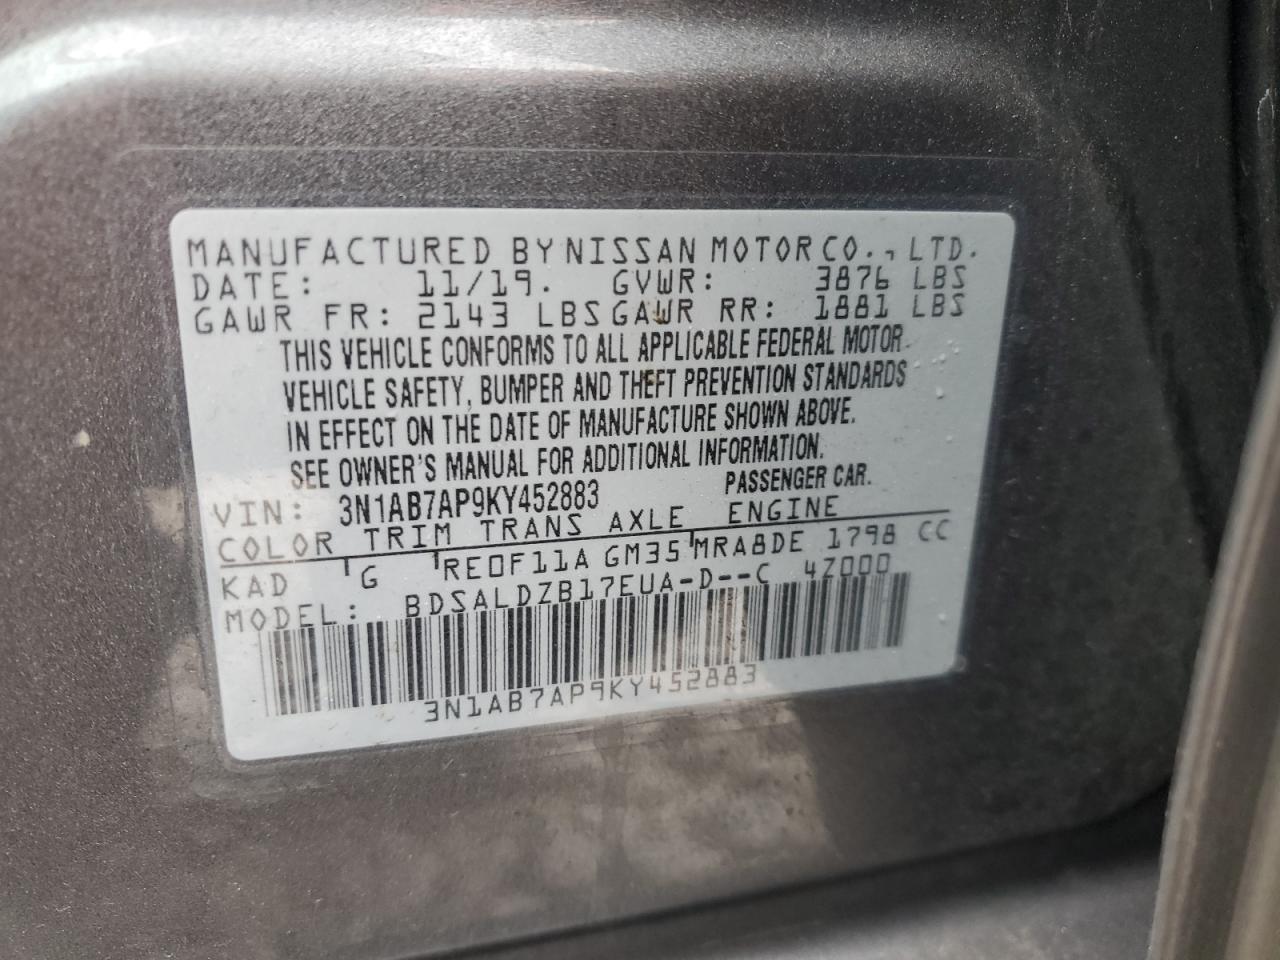 MANUFACTURED BY NISSAN MOTOR CO., LTD.
DATE: 11/19. GVWR: 3876 LBS
GAWR FR: 2143 LBS GAWR RR: 1881 LBS
THIS VEHICLE CONFORMS TO ALL APPLICABLE FEDERAL MOTOR
VEHICLE SAFETY, BUMPER AND THEFT PREVENTION STANDARDS
IN EFFECT ON THE DATE OF MANUFACTURE SHOWN ABOVE.
SEE OWNER'S MANUAL FOR ADDITIONAL INFORMATION.
VIN: 3N1AB7AP9KY452883 PASSENGER CAR.
COLOR TRIM TRANS AXLE ENGINE
KAD G RE0F11A GM35 MRA8DE 1798 CC
MODEL: BDSALDZB17EUA-D--C 4Z000
3N1AB7AP9KY452883